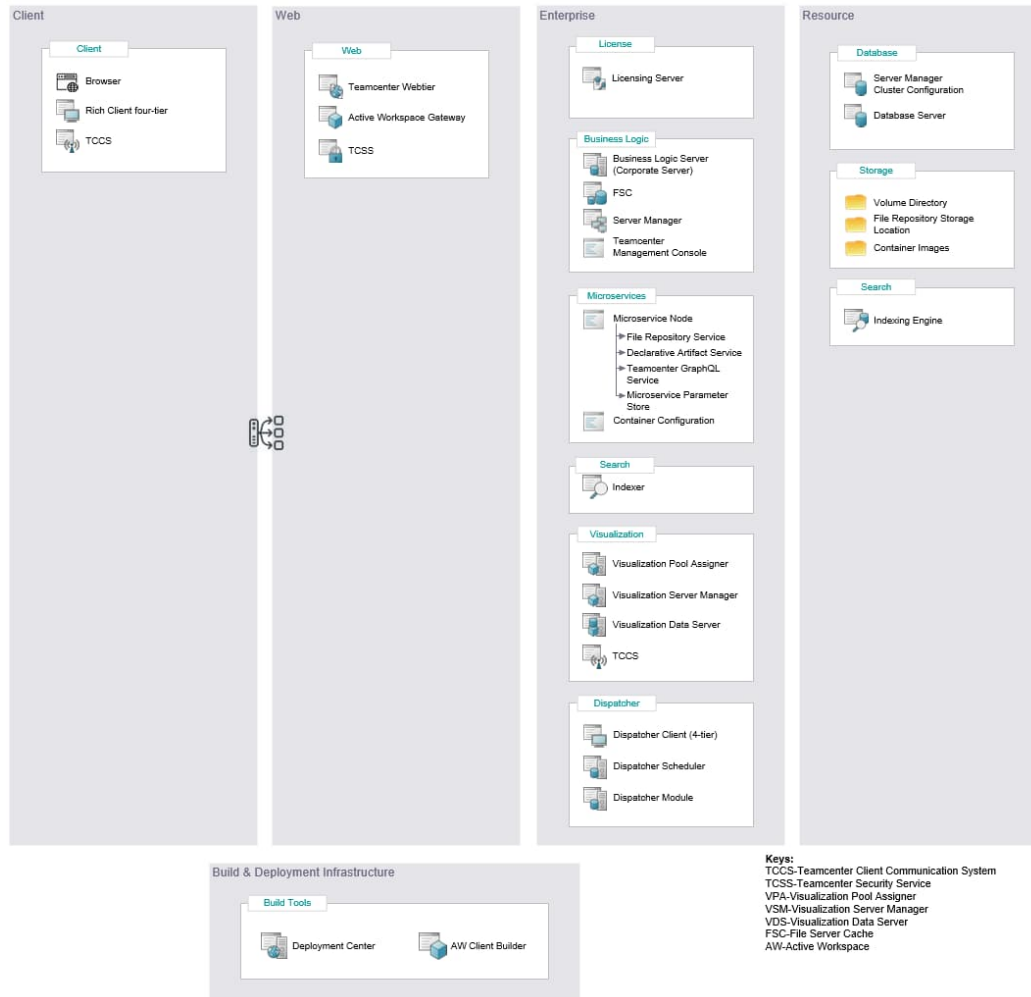 Client
Client
Browser
Rich Client four-tier
TCCS
Web
Web
Teamcenter Webtier
Active Workspace Gateway
TCSS
Enterprise
License
Licensing Server
Business Logic
Business Logic Server
(Corporate Server)
FSC
Server Manager
Teamcenter
Management Console
Microservices
Microservice Node
File Repository Service
Declarative Artifact Service
Teamcenter GraphQL
Service
Microservice Parameter
Store
Container Configuration
Search
Indexer
Visualization
Visualization Pool Assigner
Visualization Server Manager
Visualization Data Server
TCCS
Dispatcher
Dispatcher Client (4-tier)
Dispatcher Scheduler
Dispatcher Module
Resource
Database
Server Manager
Cluster Configuration
Database Server
Storage
Volume Directory
File Repository Storage
Location
Container Images
Search
Indexing Engine
Build & Deployment Infrastructure
Build Tools
Deployment Center
AW Client Builder
Keys:
TCCS-Teamcenter Client Communication System
TCSS-Teamcenter Security Service
VPA-Visualization Pool Assigner
VSM-Visualization Server Manager
VDS-Visualization Data Server
FSC-File Server Cache
AW-Active Workspace